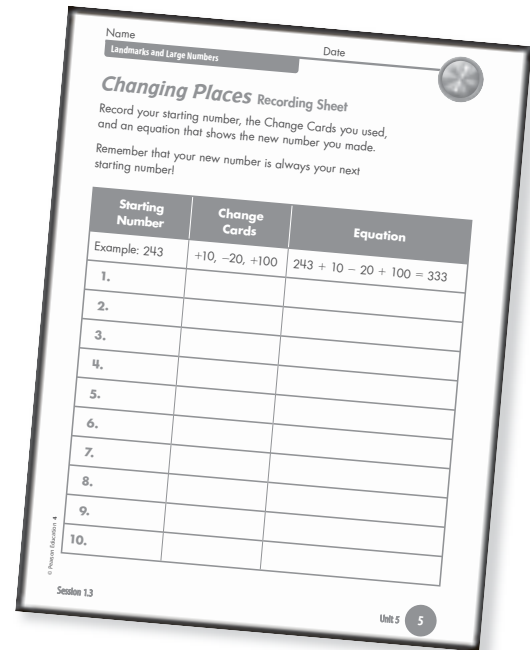 Name
Date
Landmarks and Large Numbers
Changing Places Recording Sheet
Record your starting number, the Change Cards you used,
and an equation that shows the new number you made.
Remember that your new number is always your next
starting number!
Starting Number Change Cards Equation
Example: 243 +10, −20, +100 243 + 10 − 20 + 100 = 333
1.
2.
3.
4.
5.
6.
7.
8.
9.
10.
© Pearson Education 4
Session 1.3
Unit 5 5